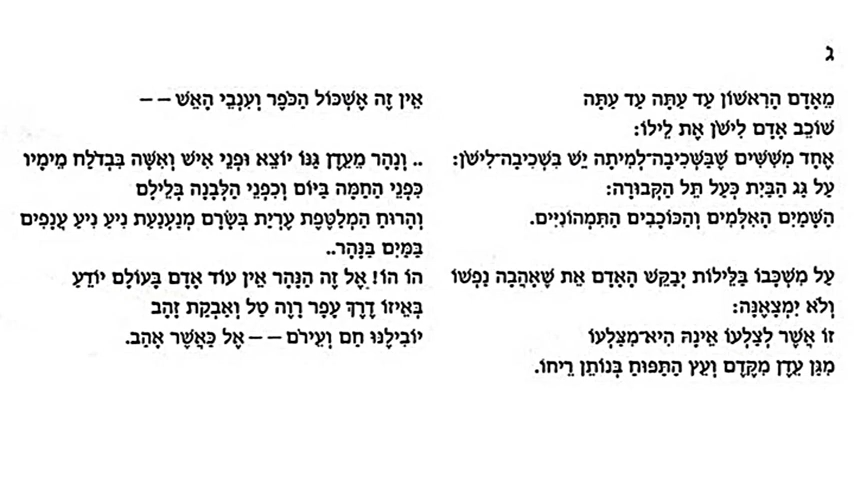 ג
מֵאָדָם הָרִאשׁוֹן עַד עַתָּה עַד עַתָּה
שׁוֹכֵב אָדָם לִישֹׁן אֶת לֵילוֹ:
אֶחָד מִשִּׁשִּׁים שֶׁבַּשְּׁכִיבָה־לְמִיתָה יֵשׁ בִּשְׁכִיבָה־לִישֹׁן:
עַל גַּג הַבַּיִת כְּעַל תֵּל הַקְּבוּרָה:
הַשָּׁמַיִם הָאִלְּמִים וְהַכּוֹכָבִים הַתִּמְהוֹנִיִּים.
עַל מִשְׁכָּבוֹ בַּלֵּילוֹת יְבַקֵּשׁ הָאָדָם אֵת שֶׁאָהֲבָה נַפְשׁוֹ
וְלֹא יִמְצָאֶנָּה:
זוֹ אֲשֶׁר לְצַלְעוֹ אֵינָהּ הִיא־מִצַּלְעוֹ
מִגַּן עֵדֶן מִקֶּדֶם וְעֵץ הַתַּפּוּחַ בְּנוֹתֵן רֵיחוֹ.
אֵין זֶה אֶשְׁכּוֹל הַכֹּפֶר וְעִנְבֵי הָאֵשׁ – –
.. וְנָהָר מֵעֵדֶן גַּנּוֹ יוֹצֵא וּפְנֵי אִישׁ וְאִשָּׁה בִּבְדֹלַח מֵימָיו
כִּפְנֵי הַחַמָּה בַּיּוֹם וְכִפְנֵי הַלְּבָנָה בְּלֵילָם
וְהָרוּחַ הַמְלַטֶּפֶת עֶרְיַת בְּשָׂרָם מְנַעְנַעַת נִיעַ נִיעַ עֲנָפִים
בַּמַּיִם בַּנָּהָר..
הוֹ הוֹ! אֶל זֶה הַנָּהָר אֵין עוֹד אָדָם בָּעוֹלָם יוֹדֵעַ
בְּאֵיזוֹ דֶרֶךְ עָפָר רְוֵה טַל וְאַבְקַת זָהָב
יוֹבִילֶנּוּ חַם וְעֵירֹם – – אֶל כַּאֲשֶׁר אָהַב.